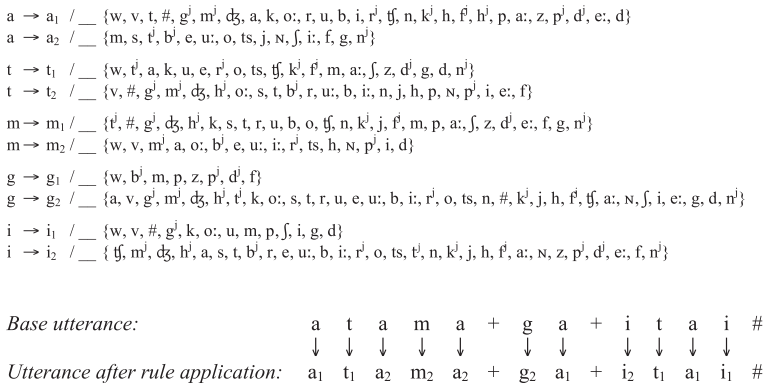 a → a₁ / __ {w, v, t, #, gʲ, mʲ, ʤ, a, k, oː, r, u, b, i, rʲ, ʧ, n, kʲ, h, fʲ, hʲ, p, aː, z, pʲ, dʲ, eː, d}
a → a₂ / __ {m, s, tʲ, bʲ, e, uː, o, ts, j, ɴ, ʃ, iː, f, g, nʲ}
t → t₁ / __ {w, tʲ, a, k, u, e, rʲ, o, ts, ʧ, kʲ, fʲ, m, aː, ʃ, z, dʲ, g, d, nʲ}
t → t₂ / __ {v, #, gʲ, mʲ, ʤ, hʲ, oː, s, t, bʲ, r, uː, b, iː, n, j, h, p, ɴ, pʲ, i, eː, f}
m → m₁ / __ {tʲ, #, gʲ, ʤ, hʲ, k, s, t, r, u, b, o, ʧ, n, kʲ, j, fʲ, m, p, aː, ʃ, z, dʲ, eː, f, g, nʲ}
m → m₂ / __ {w, v, mʲ, a, oː, bʲ, e, uː, iː, rʲ, ts, h, ɴ, pʲ, i, d}
g → g₁ / __ {w, bʲ, m, p, z, pʲ, dʲ, f}
g → g₂ / __ {a, v, gʲ, mʲ, ʤ, hʲ, tʲ, k, oː, s, t, r, u, e, uː, b, iː, rʲ, o, ts, n, #, kʲ, j, h, fʲ, ʧ, aː, ɴ, ʃ, i, eː, g, d, nʲ}
i → i₁ / __ {w, v, #, gʲ, k, oː, u, m, p, ʃ, i, g, d}
i → i₂ / __ { ʧ, mʲ, ʤ, hʲ, a, s, t, bʲ, r, e, uː, b, iː, rʲ, o, ts, tʲ, n, kʲ, j, h, fʲ, aː, ɴ, z, pʲ, dʲ, eː, f, nʲ}
Base utterance: a t a m a + g a + i t a i #
↓ ↓ ↓ ↓ ↓ ↓ ↓ ↓ ↓ ↓ ↓
Utterance after rule application: a₁ t₁ a₂ m₂ a₂ + g₂ a₁ + i₂ t₁ a₁ i₁ #